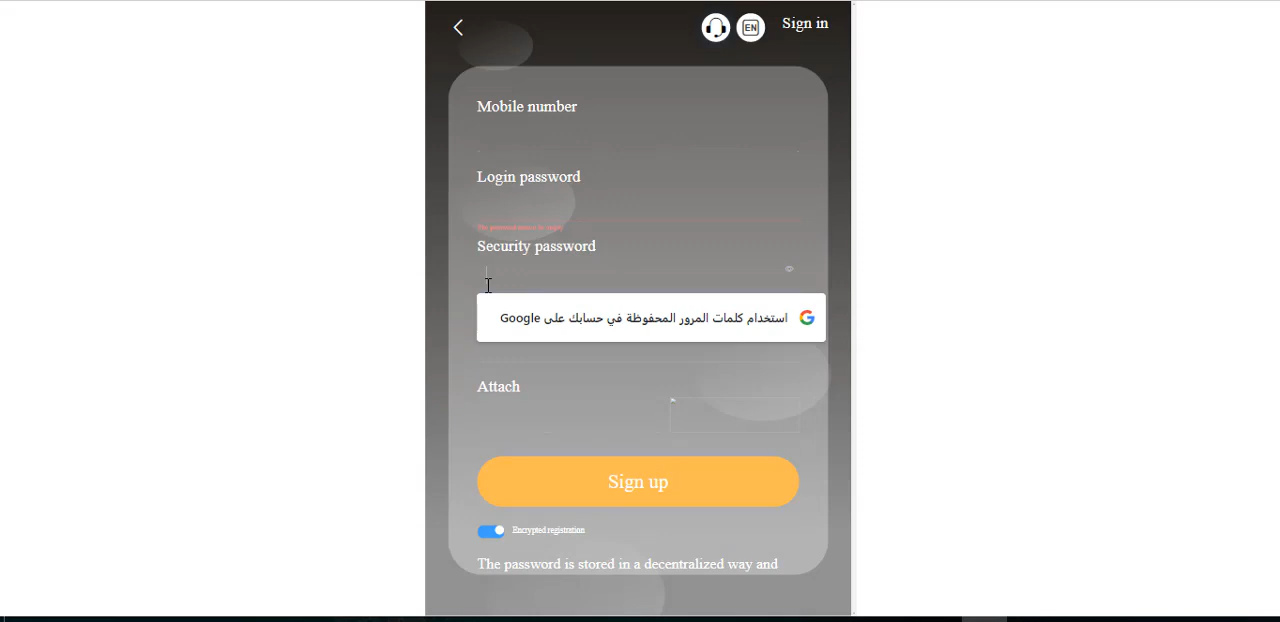 EN
Sign in
Mobile number
Login password
Security password
استخدام كلمات المرور المحفوظة في حسابك على Google
Attach
Sign up
Encrypted registration
The password is stored in a decentralized way and